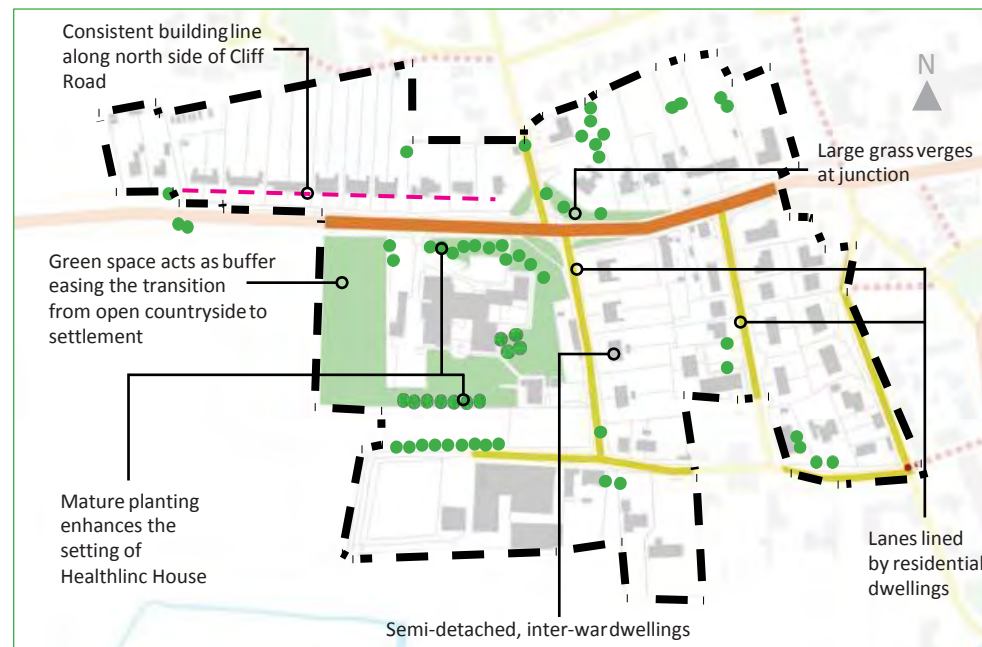 Consistent building line
along north side of Cliff
Road
N
Large grass verges
at junction
Green space acts as buffer
easing the transition
from open countryside to
settlement
Mature planting
enhances the
setting of
Healthlinc House
Lanes lined
by residential
dwellings
Semi-detached, inter-war dwellings